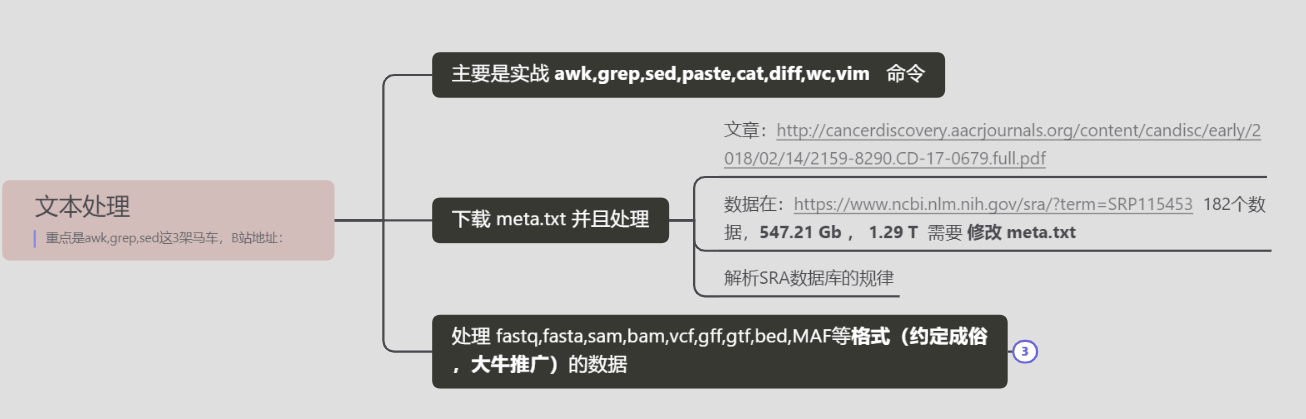 文本处理
重点是awk,grep,sed这3架马车，B站地址：
主要是实战 awk,grep,sed,paste,cat,diff,wc,vim 命令
下载 meta.txt 并且处理
文章：http://cancerdiscovery.aacrjournals.org/content/candisc/early/2
018/02/14/2159-8290.CD-17-0679.full.pdf
数据在：https://www.ncbi.nlm.nih.gov/sra/?term=SRP115453 182个数
据，547.21 Gb ， 1.29 T 需要 修改 meta.txt
解析SRA数据库的规律
处理 fastq,fasta,sam,bam,vcf,gff,gtf,bed,MAF等格式（约定成俗
，大牛推广）的数据
3